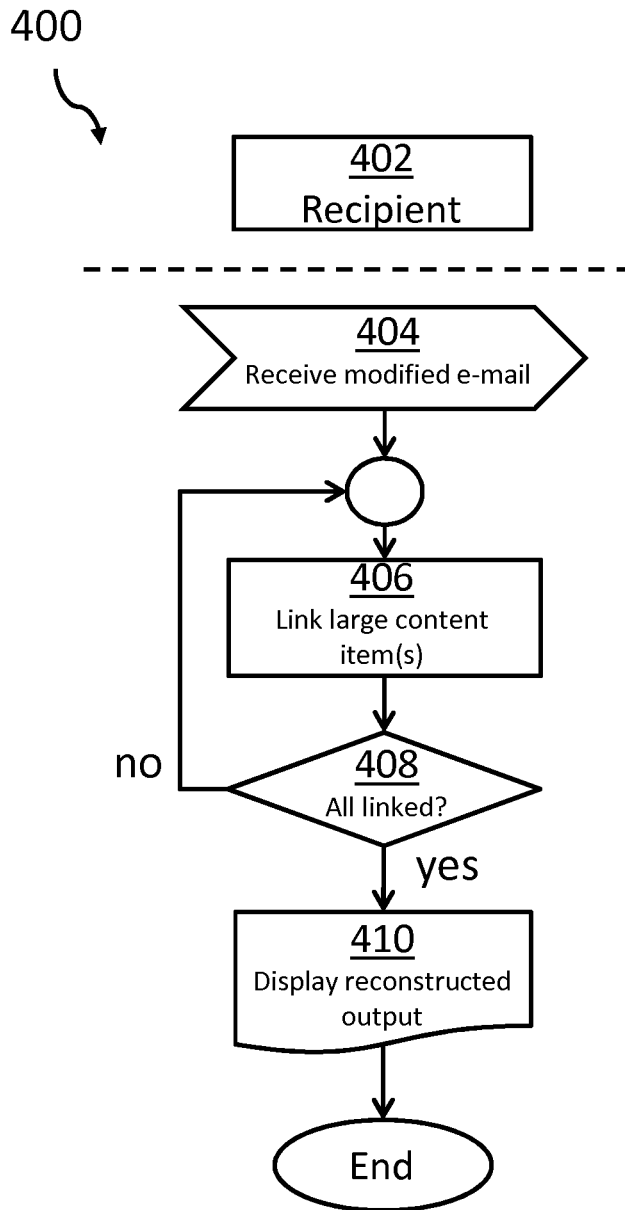 400
402
Recipient
404
Receive modified e-mail
406
Link large content
item(s)
no
408
All linked?
yes
410
Display reconstructed
output
End